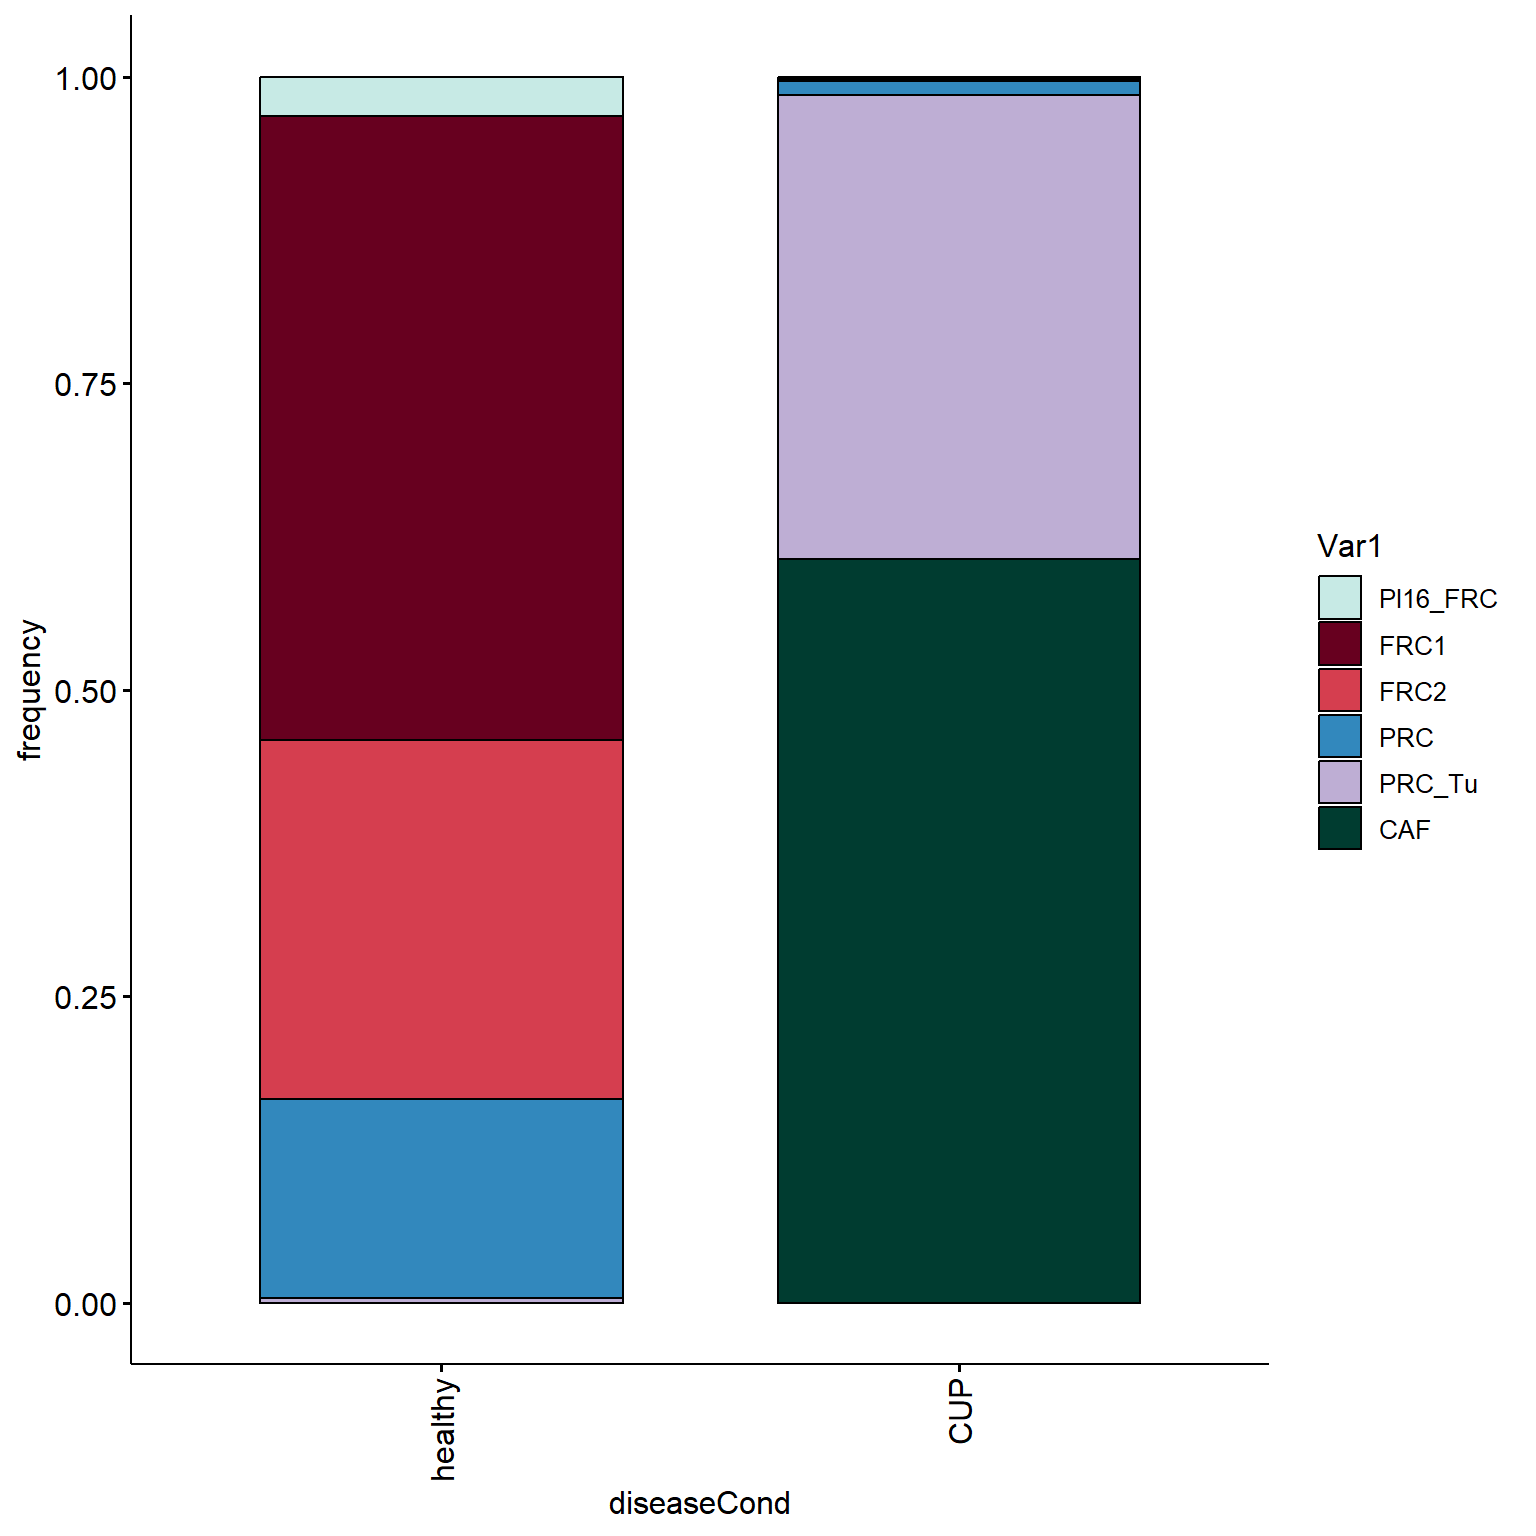 1.00
0.75
0.50
0.25
0.00
frequency
healthy
CUP
diseaseCond
Var1
PI16_FRC
FRC1
FRC2
PRC
PRC_Tu
CAF